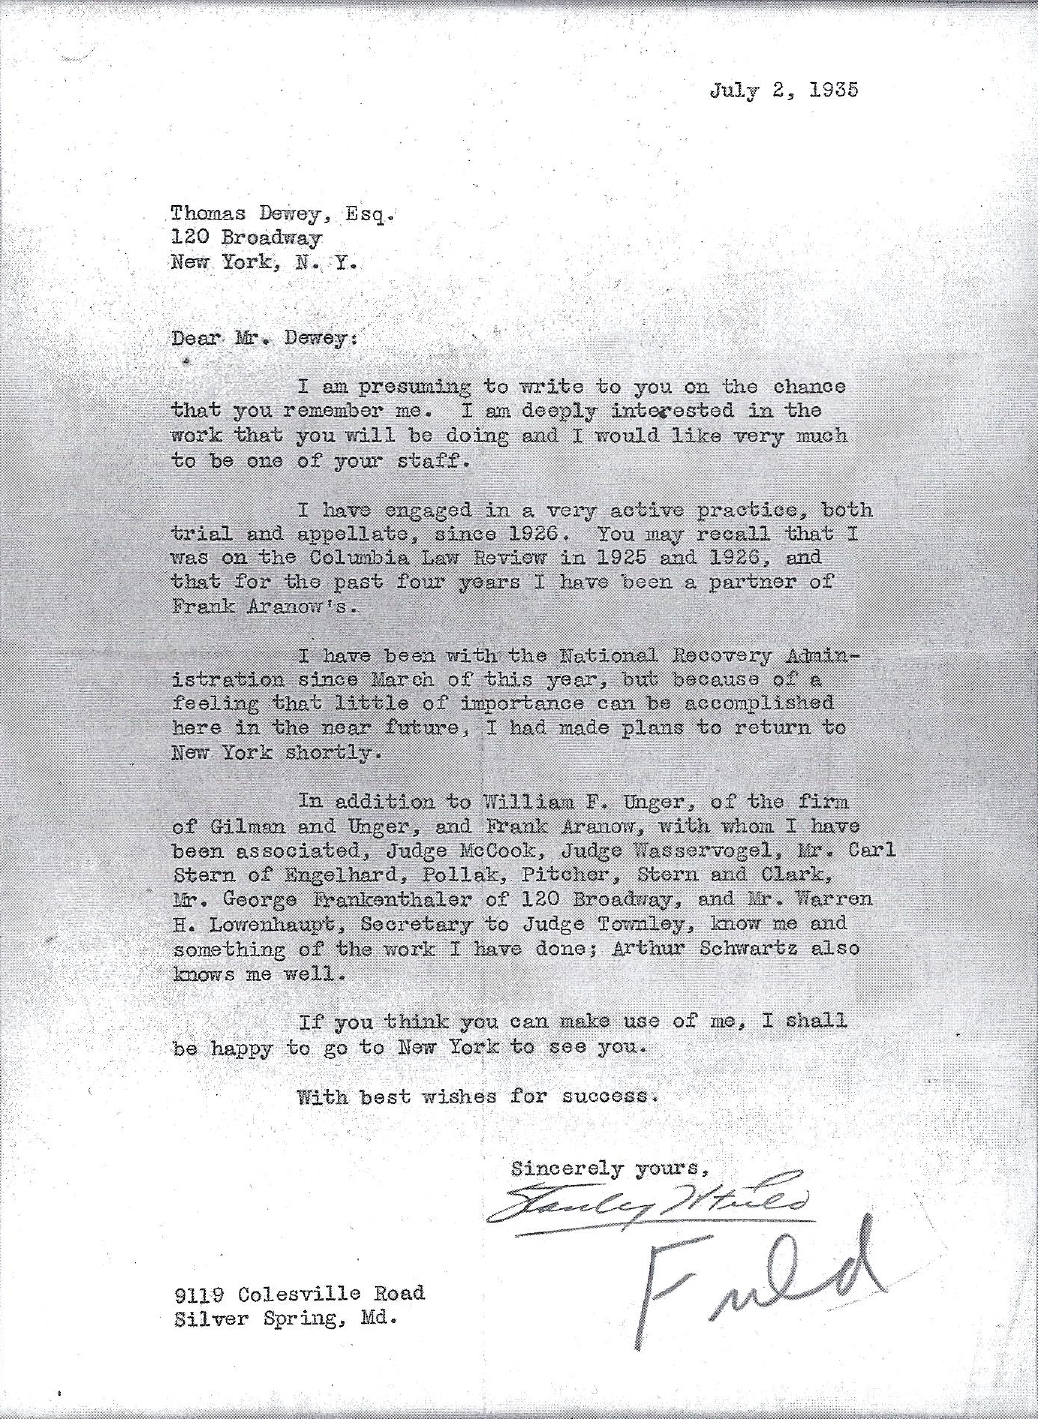 July 2, 1935
Thomas Dewey, Esq.
120 Broadway
New York, N. Y.
Dear Mr. Dewey:
I am presuming to write to you on the chance
that you remember me. I am deeply interested in the
work that you will be doing and I would like very much
to be one of your staff.
I have engaged in a very active practice, both
trial and appellate, since 1926. You may recall that I
was on the Columbia Law Review in 1925 and 1926, and
that for the past four years I have been a partner of
Frank Aranow's.
I have been with the National Recovery Admin-
istration since March of this year, but because of a
feeling that little of importance can be accomplished
here in the near future, I had made plans to return to
New York shortly.
In addition to William F. Unger, of the firm
of Gilman and Unger, and Frank Aranow, with whom I have
been associated, Judge McCook, Judge Wasservogel, Mr. Carl
Stern of Engelhard, Pollak, Pitcher, Stern and Clark,
Mr. George Frankenthaler of 120 Broadway, and Mr. Warren
H. Lowenhaupt, Secretary to Judge Townley, know me and
something of the work I have done; Arthur Schwartz also
knows me well.
If you think you can make use of me, I shall
be happy to go to New York to see you.
With best wishes for success.
Sincerely yours,
Stanley H Fuld
Fuld
9119 Colesville Road
Silver Spring, Md.